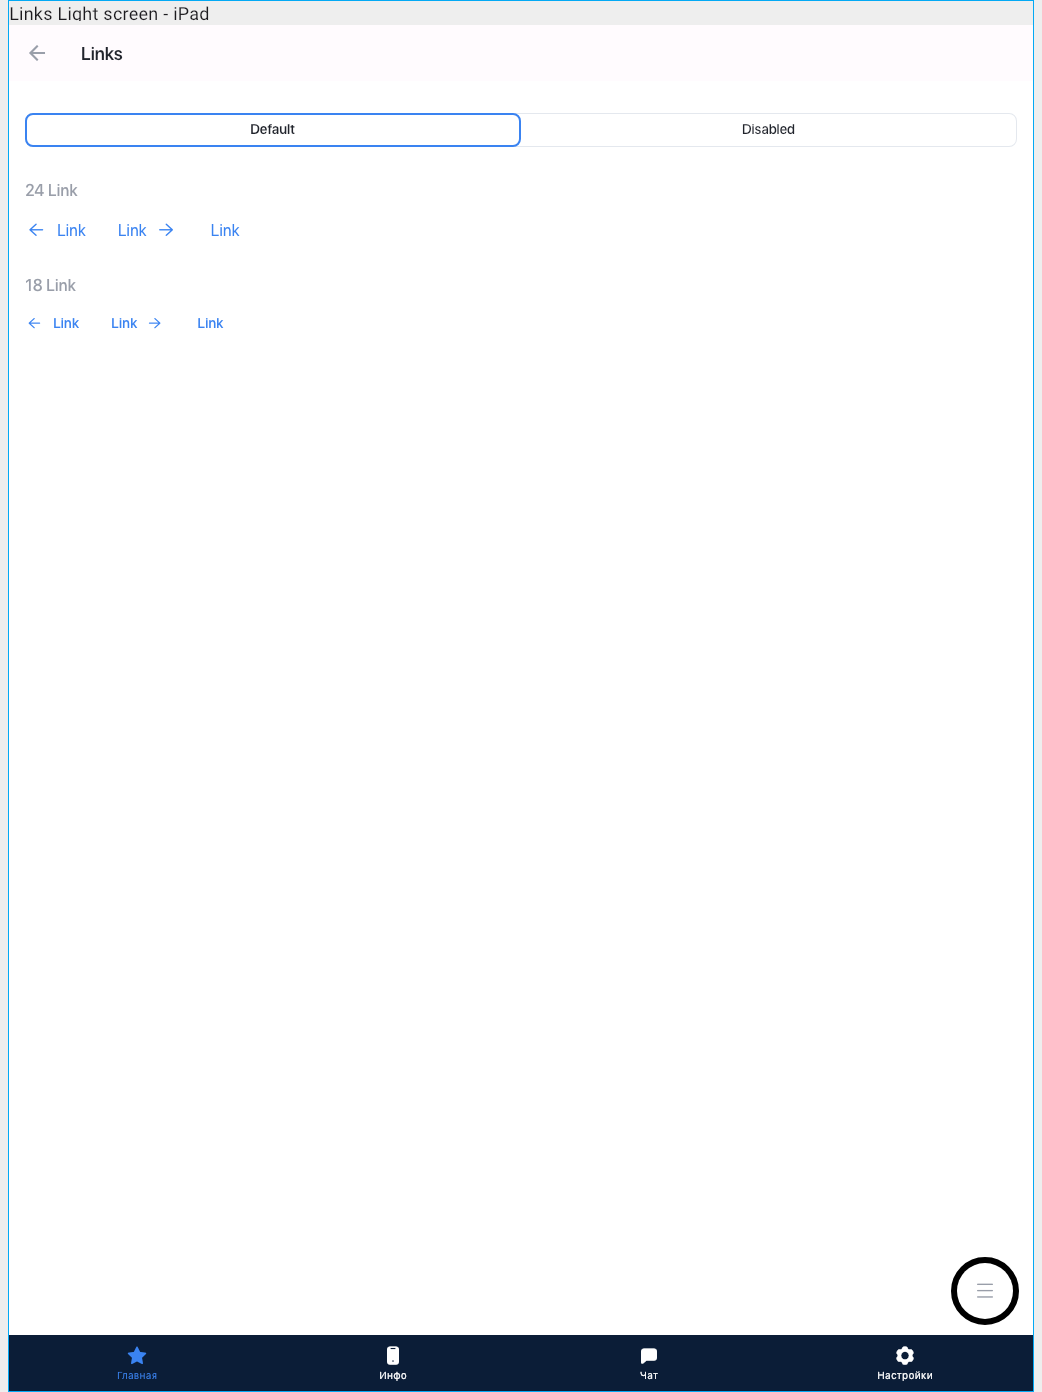 Links Light screen - iPad
Links
Default Disabled
24 Link
Link Link Link
18 Link
Link Link Link
Главная Инфо Чат Настройки